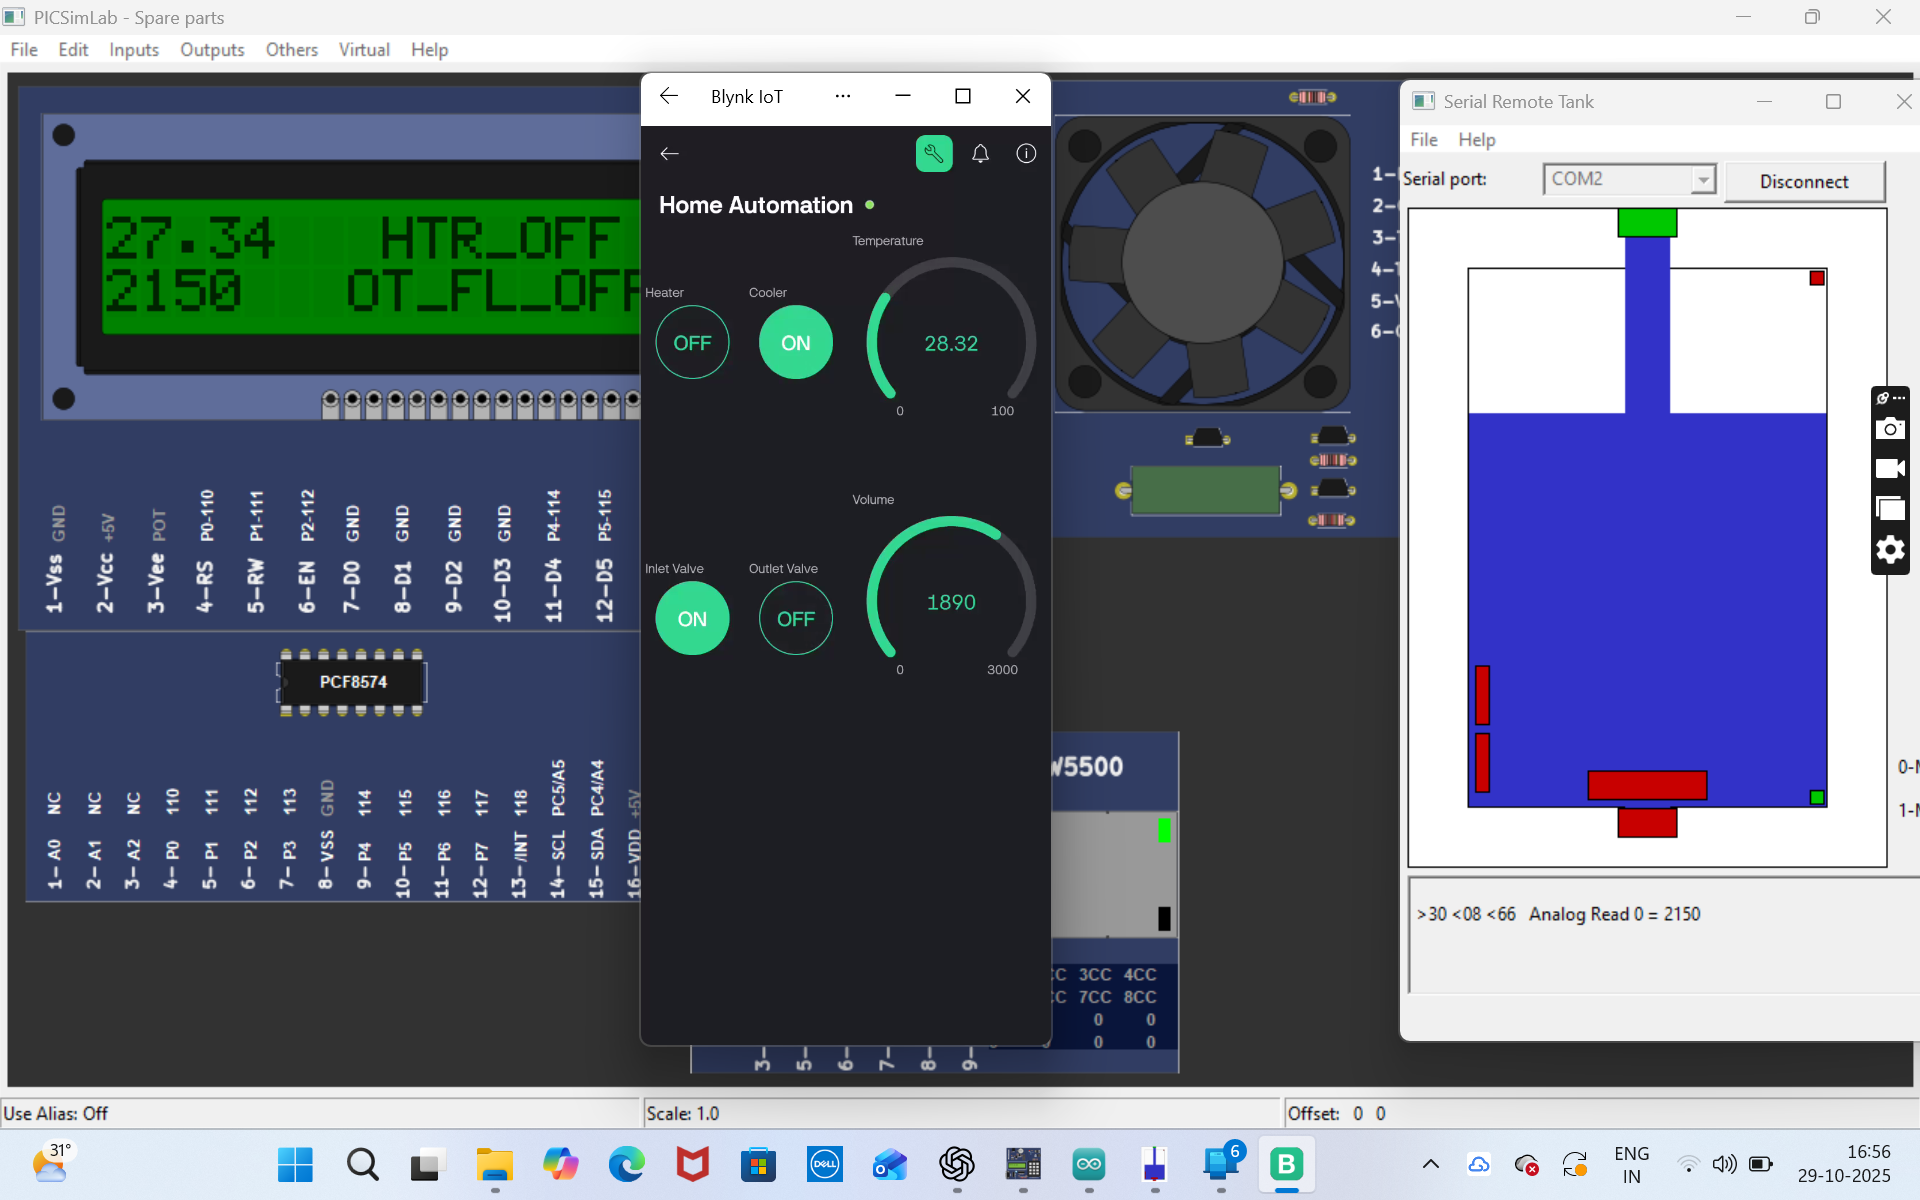 PICSimLab - Spare parts
File Edit Inputs Outputs Others Virtual Help
27.34 HTR_OFF
2150 OT_FL_OFF
1-Vss GND
2-Vcc +5V
3-Vee POT
4-RS P0-110
5-RW P1-111
6-EN P2-112
7-D0 GND
8-D1 GND
9-D2 GND
10-D3 GND
11-D4 P4-114
12-D5 P5-115
PCF8574
1- A0 NC
2- A1 NC
3- A2 NC
4- P0 110
5- P1 111
6- P2 112
7- P3 113
8- VSS GND
9- P4 114
10- P5 115
11- P6 116
12- P7 117
13-/INT 118
14- SCL PC5/A5
15- SDA PC4/A4
16-VDD +5V
Blynk IoT
Home Automation
Temperature
Heater
Cooler
OFF
ON
28.32
0
100
Volume
Inlet Valve
Outlet Valve
ON
OFF
1890
0
3000
1-
2-
3-
4-
5-
6-
W5500
CC 3CC 4CC
CC 7CC 8CC
0 0
0 0
3-
5-
6-
7-
8-
9-
Serial Remote Tank
File Help
Serial port:
COM2
Disconnect
0-
1-
>30 <08 <66 Analog Read 0 = 2150
Use Alias: Off
Scale: 1.0
Offset: 0 0
31°
DELL
6
B
ENG
IN
16:56
29-10-2025